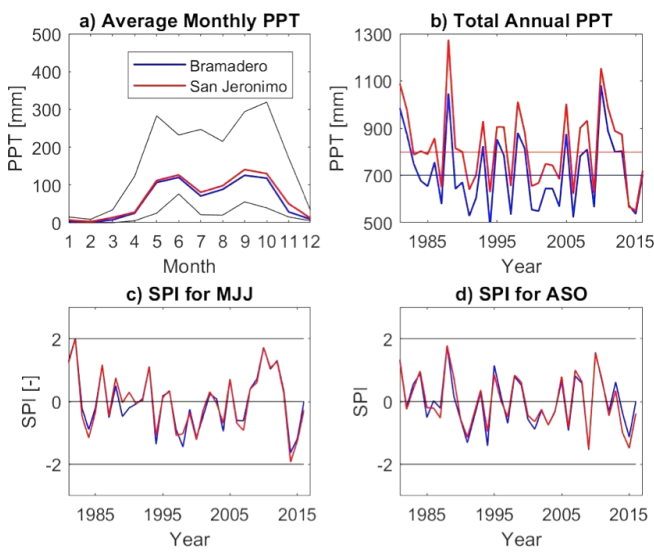 a) Average Monthly PPT
500
400
300
200
100
0
PPT [mm]
Bramadero
San Jeronimo
1 2 3 4 5 6 7 8 9 10 11 12
Month
b) Total Annual PPT
1300
1100
900
700
500
PPT [mm]
1985 1995 2005 2015
Year
c) SPI for MJJ
2
0
-2
SPI [-]
1985 1995 2005 2015
Year
d) SPI for ASO
2
0
-2
SPI
1985 1995 2005 2015
Year